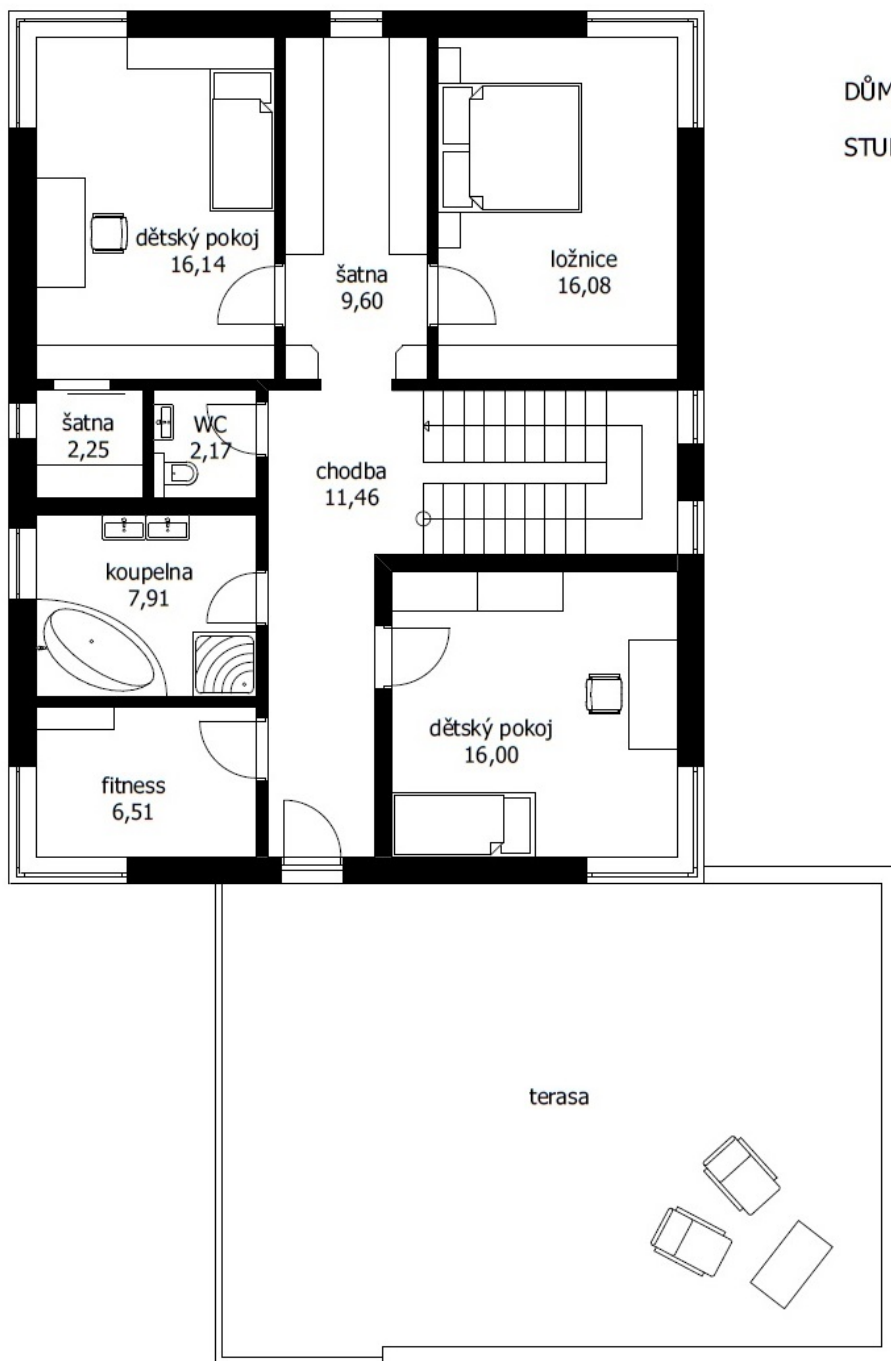 DŮM
dětský pokoj
16,14
šatna
9,60
ložnice
16,08
šatna
2,25
WC
2,17
chodba
11,46
koupelna
7,91
dětský pokoj
16,00
fitness
6,51
terasa